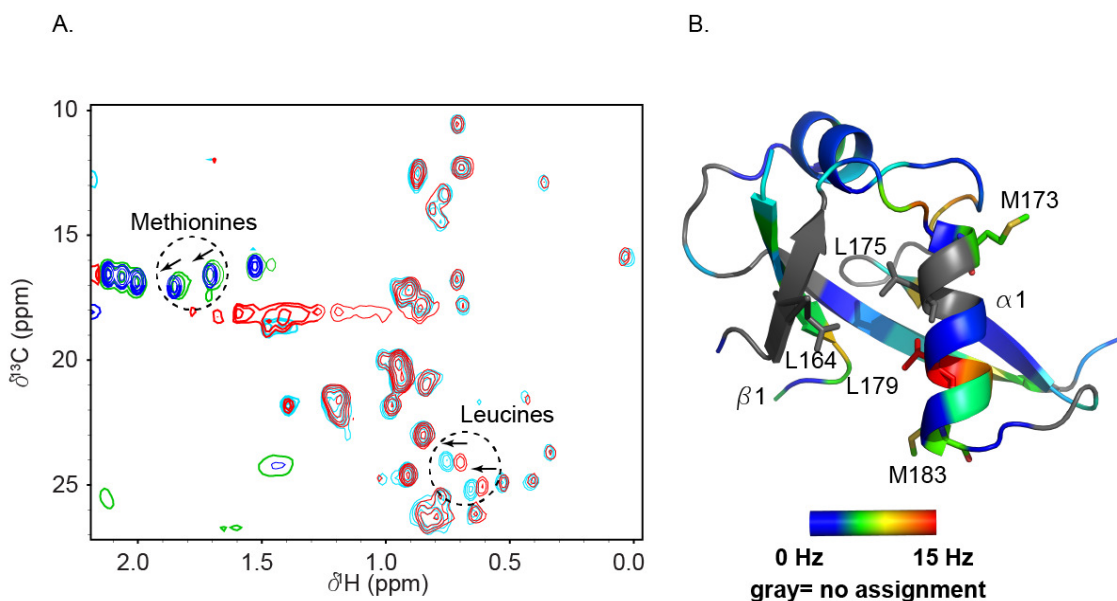 A.
B.
10
15
20
25
δ¹³C (ppm)
Methionines
Leucines
2.0 1.5 1.0 0.5 0.0
δ¹H (ppm)
M173
L175
α1
L164
L179
β1
M183
0 Hz 15 Hz
gray= no assignment